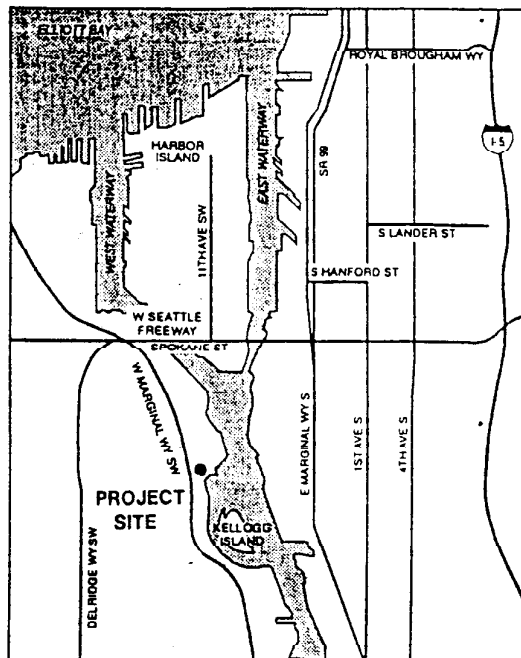 ELLIOTT BAY
ROYAL BROUGHAM WY
I-5
HARBOR
ISLAND
SR 99
EAST WATERWAY
WEST WATERWAY
11TH AVE SW
S LANDER ST
S HANFORD ST
W SEATTLE
FREEWAY
SPOKANE ST
W MARGINAL WY SW
E MARGINAL WY S
1ST AVE S
4TH AVE S
PROJECT
SITE
KELLOGG
ISLAND
DELRIDGE WY SW